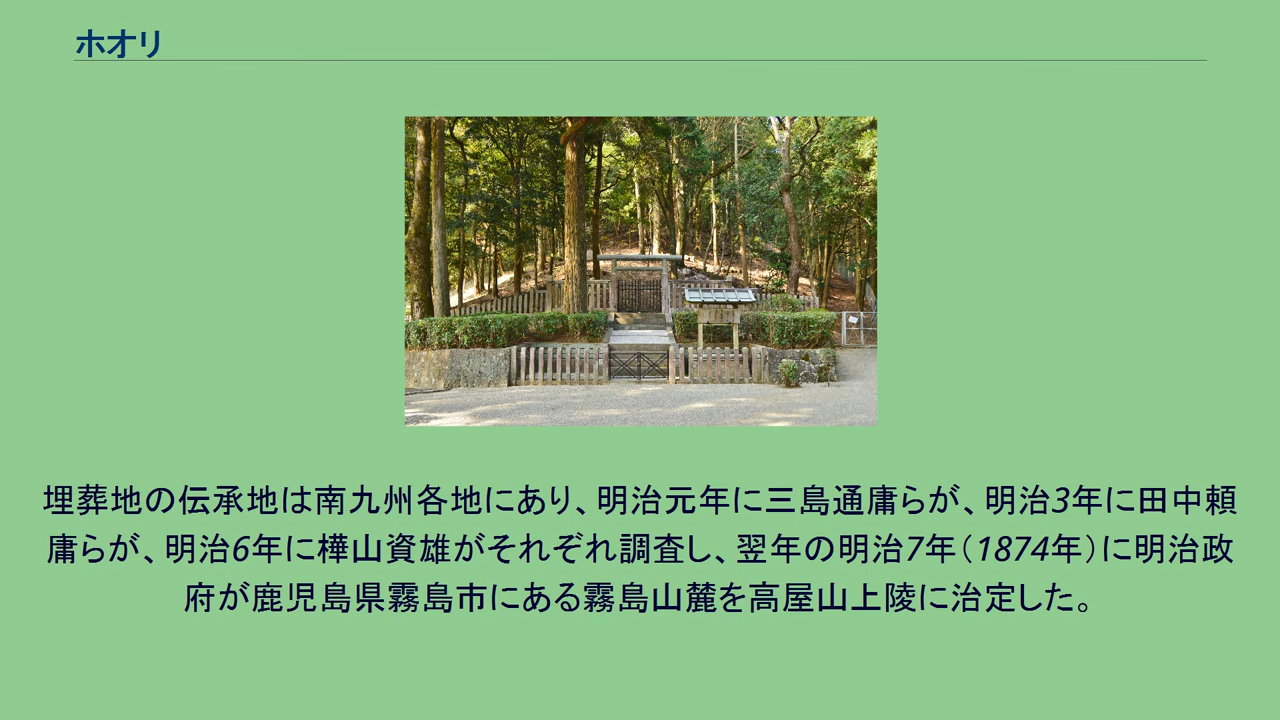 ホオリ
埋葬地の伝承地は南九州各地にあり、明治元年に三島通庸らが、明治3年に田中頼
庸らが、明治6年に樺山資雄がそれぞれ調査し、翌年の明治7年（1874年）に明治政
府が鹿児島県霧島市にある霧島山麓を高屋山上陵に治定した。